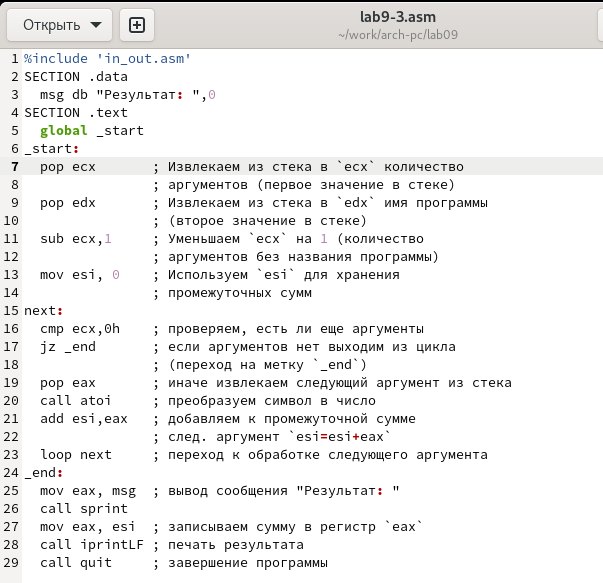 Открыть
lab9-3.asm
~/work/arch-pc/lab09
1 %include 'in_out.asm'
2 SECTION .data
3   msg db "Результат: ",0
4 SECTION .text
5   global _start
6 _start:
7   pop ecx       ; Извлекаем из стека в `ecx` количество
8                 ; аргументов (первое значение в стеке)
9   pop edx       ; Извлекаем из стека в `edx` имя программы
10                 ; (второе значение в стеке)
11   sub ecx,1     ; Уменьшаем `ecx` на 1 (количество
12                 ; аргументов без названия программы)
13   mov esi, 0    ; Используем `esi` для хранения
14                 ; промежуточных сумм
15 next:
16   cmp ecx,0h    ; проверяем, есть ли еще аргументы
17   jz _end       ; если аргументов нет выходим из цикла
18                 ; (переход на метку `_end`)
19   pop eax       ; иначе извлекаем следующий аргумент из стека
20   call atoi     ; преобразуем символ в число
21   add esi,eax   ; добавляем к промежуточной сумме
22                 ; след. аргумент `esi=esi+eax`
23   loop next     ; переход к обработке следующего аргумента
24 _end:
25   mov eax, msg  ; вывод сообщения "Результат: "
26   call sprint
27   mov eax, esi  ; записываем сумму в регистр `eax`
28   call iprintLF ; печать результата
29   call quit     ; завершение программы